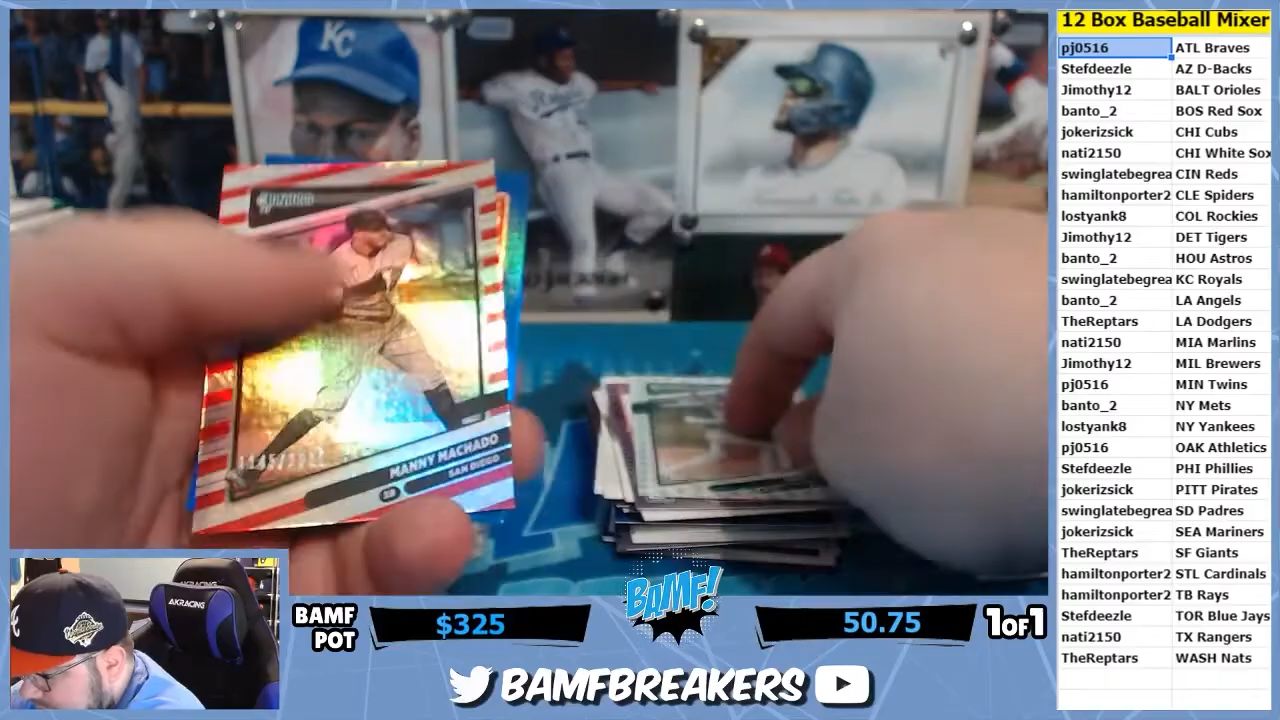 12 Box Baseball Mixer
pj0516 ATL Braves
Stefdeezle AZ D-Backs
Jimothy12 BALT Orioles
banto_2 BOS Red Sox
jokerizsick CHI Cubs
nati2150 CHI White Sox
swinglatebegrea CIN Reds
hamiltonporter2 CLE Spiders
lostyank8 COL Rockies
Jimothy12 DET Tigers
banto_2 HOU Astros
swinglatebegrea KC Royals
banto_2 LA Angels
TheReptars LA Dodgers
nati2150 MIA Marlins
Jimothy12 MIL Brewers
pj0516 MIN Twins
banto_2 NY Mets
lostyank8 NY Yankees
pj0516 OAK Athletics
Stefdeezle PHI Phillies
jokerizsick PITT Pirates
swinglatebegrea SD Padres
jokerizsick SEA Mariners
TheReptars SF Giants
hamiltonporter2 STL Cardinals
hamiltonporter2 TB Rays
Stefdeezle TOR Blue Jays
nati2150 TX Rangers
TheReptars WASH Nats
KC
MANNY MACHADO
3B
SAN DIEGO
AKRACING
BAMF POT
$325
BAMF!
50.75
1OF1
BAMFBREAKERS